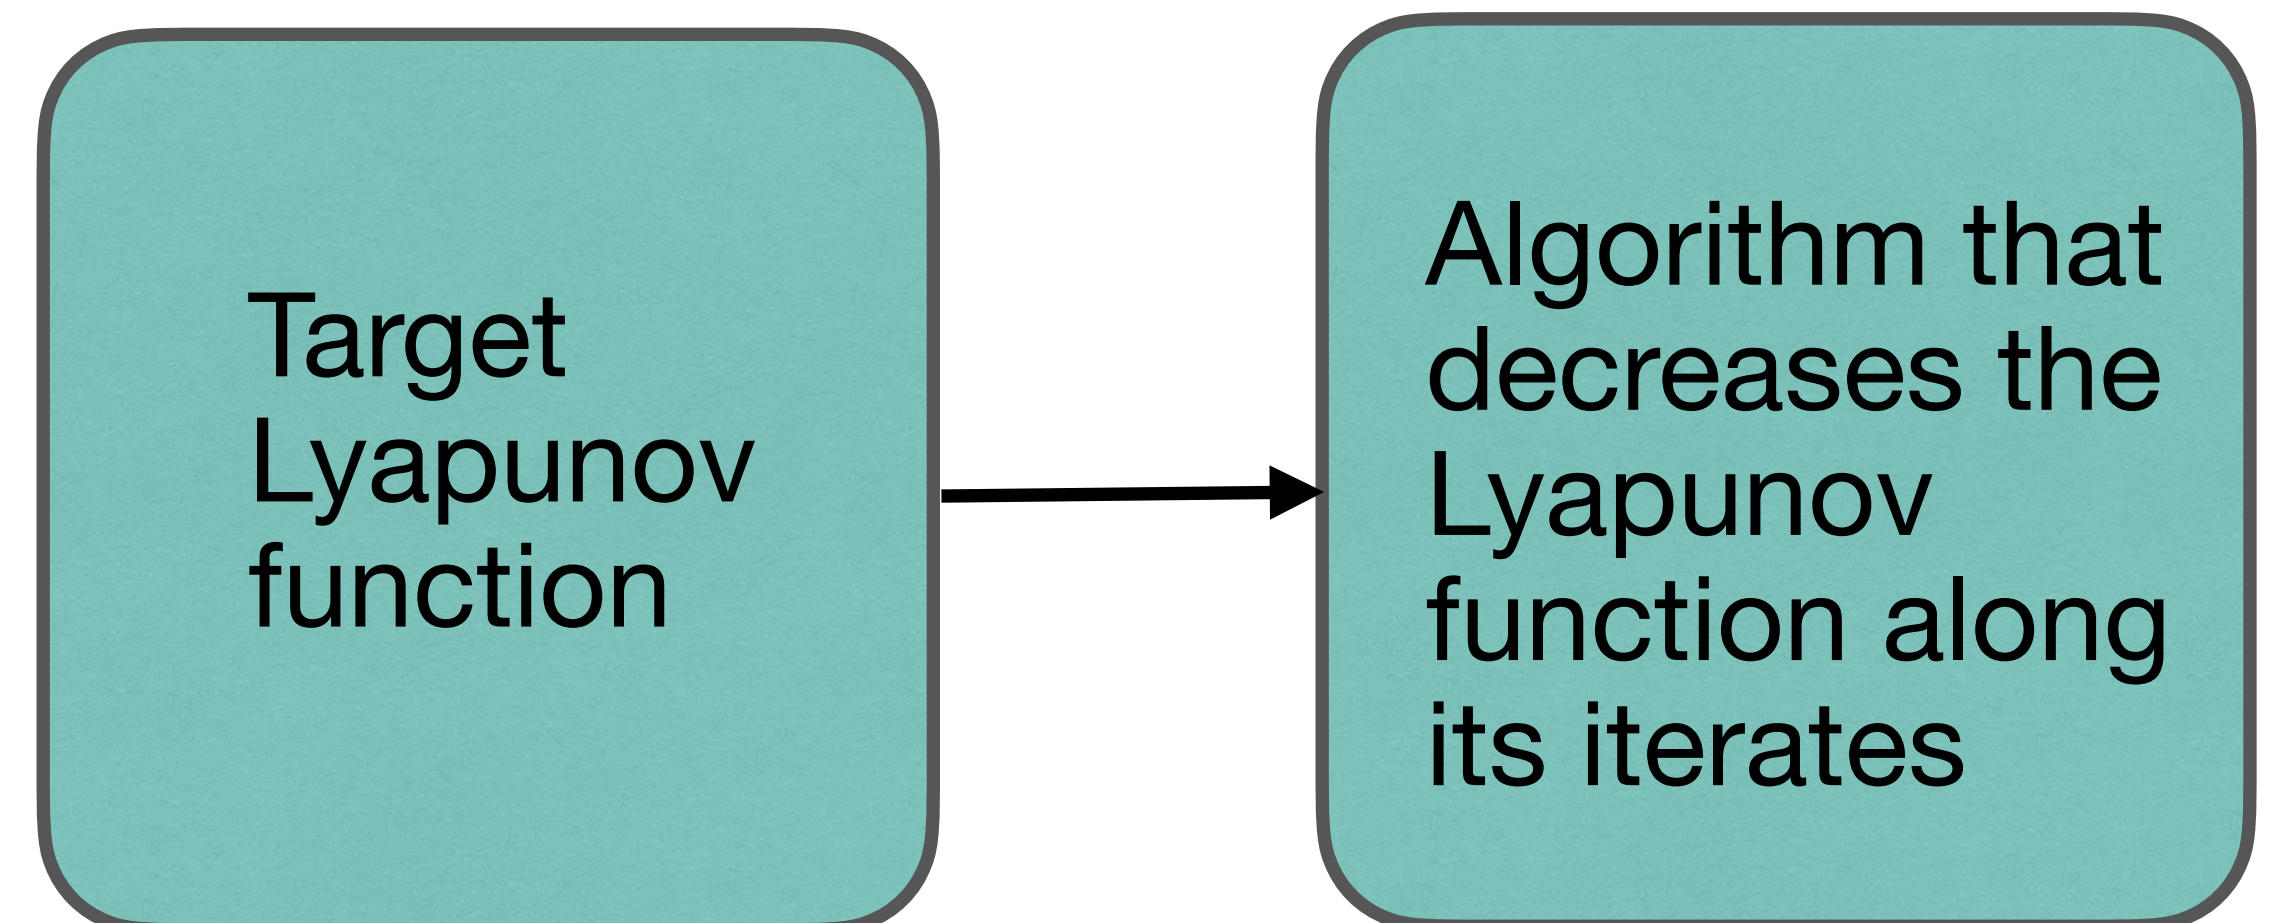 Target
Lyapunov
function
Algorithm that
decreases the
Lyapunov
function along
its iterates